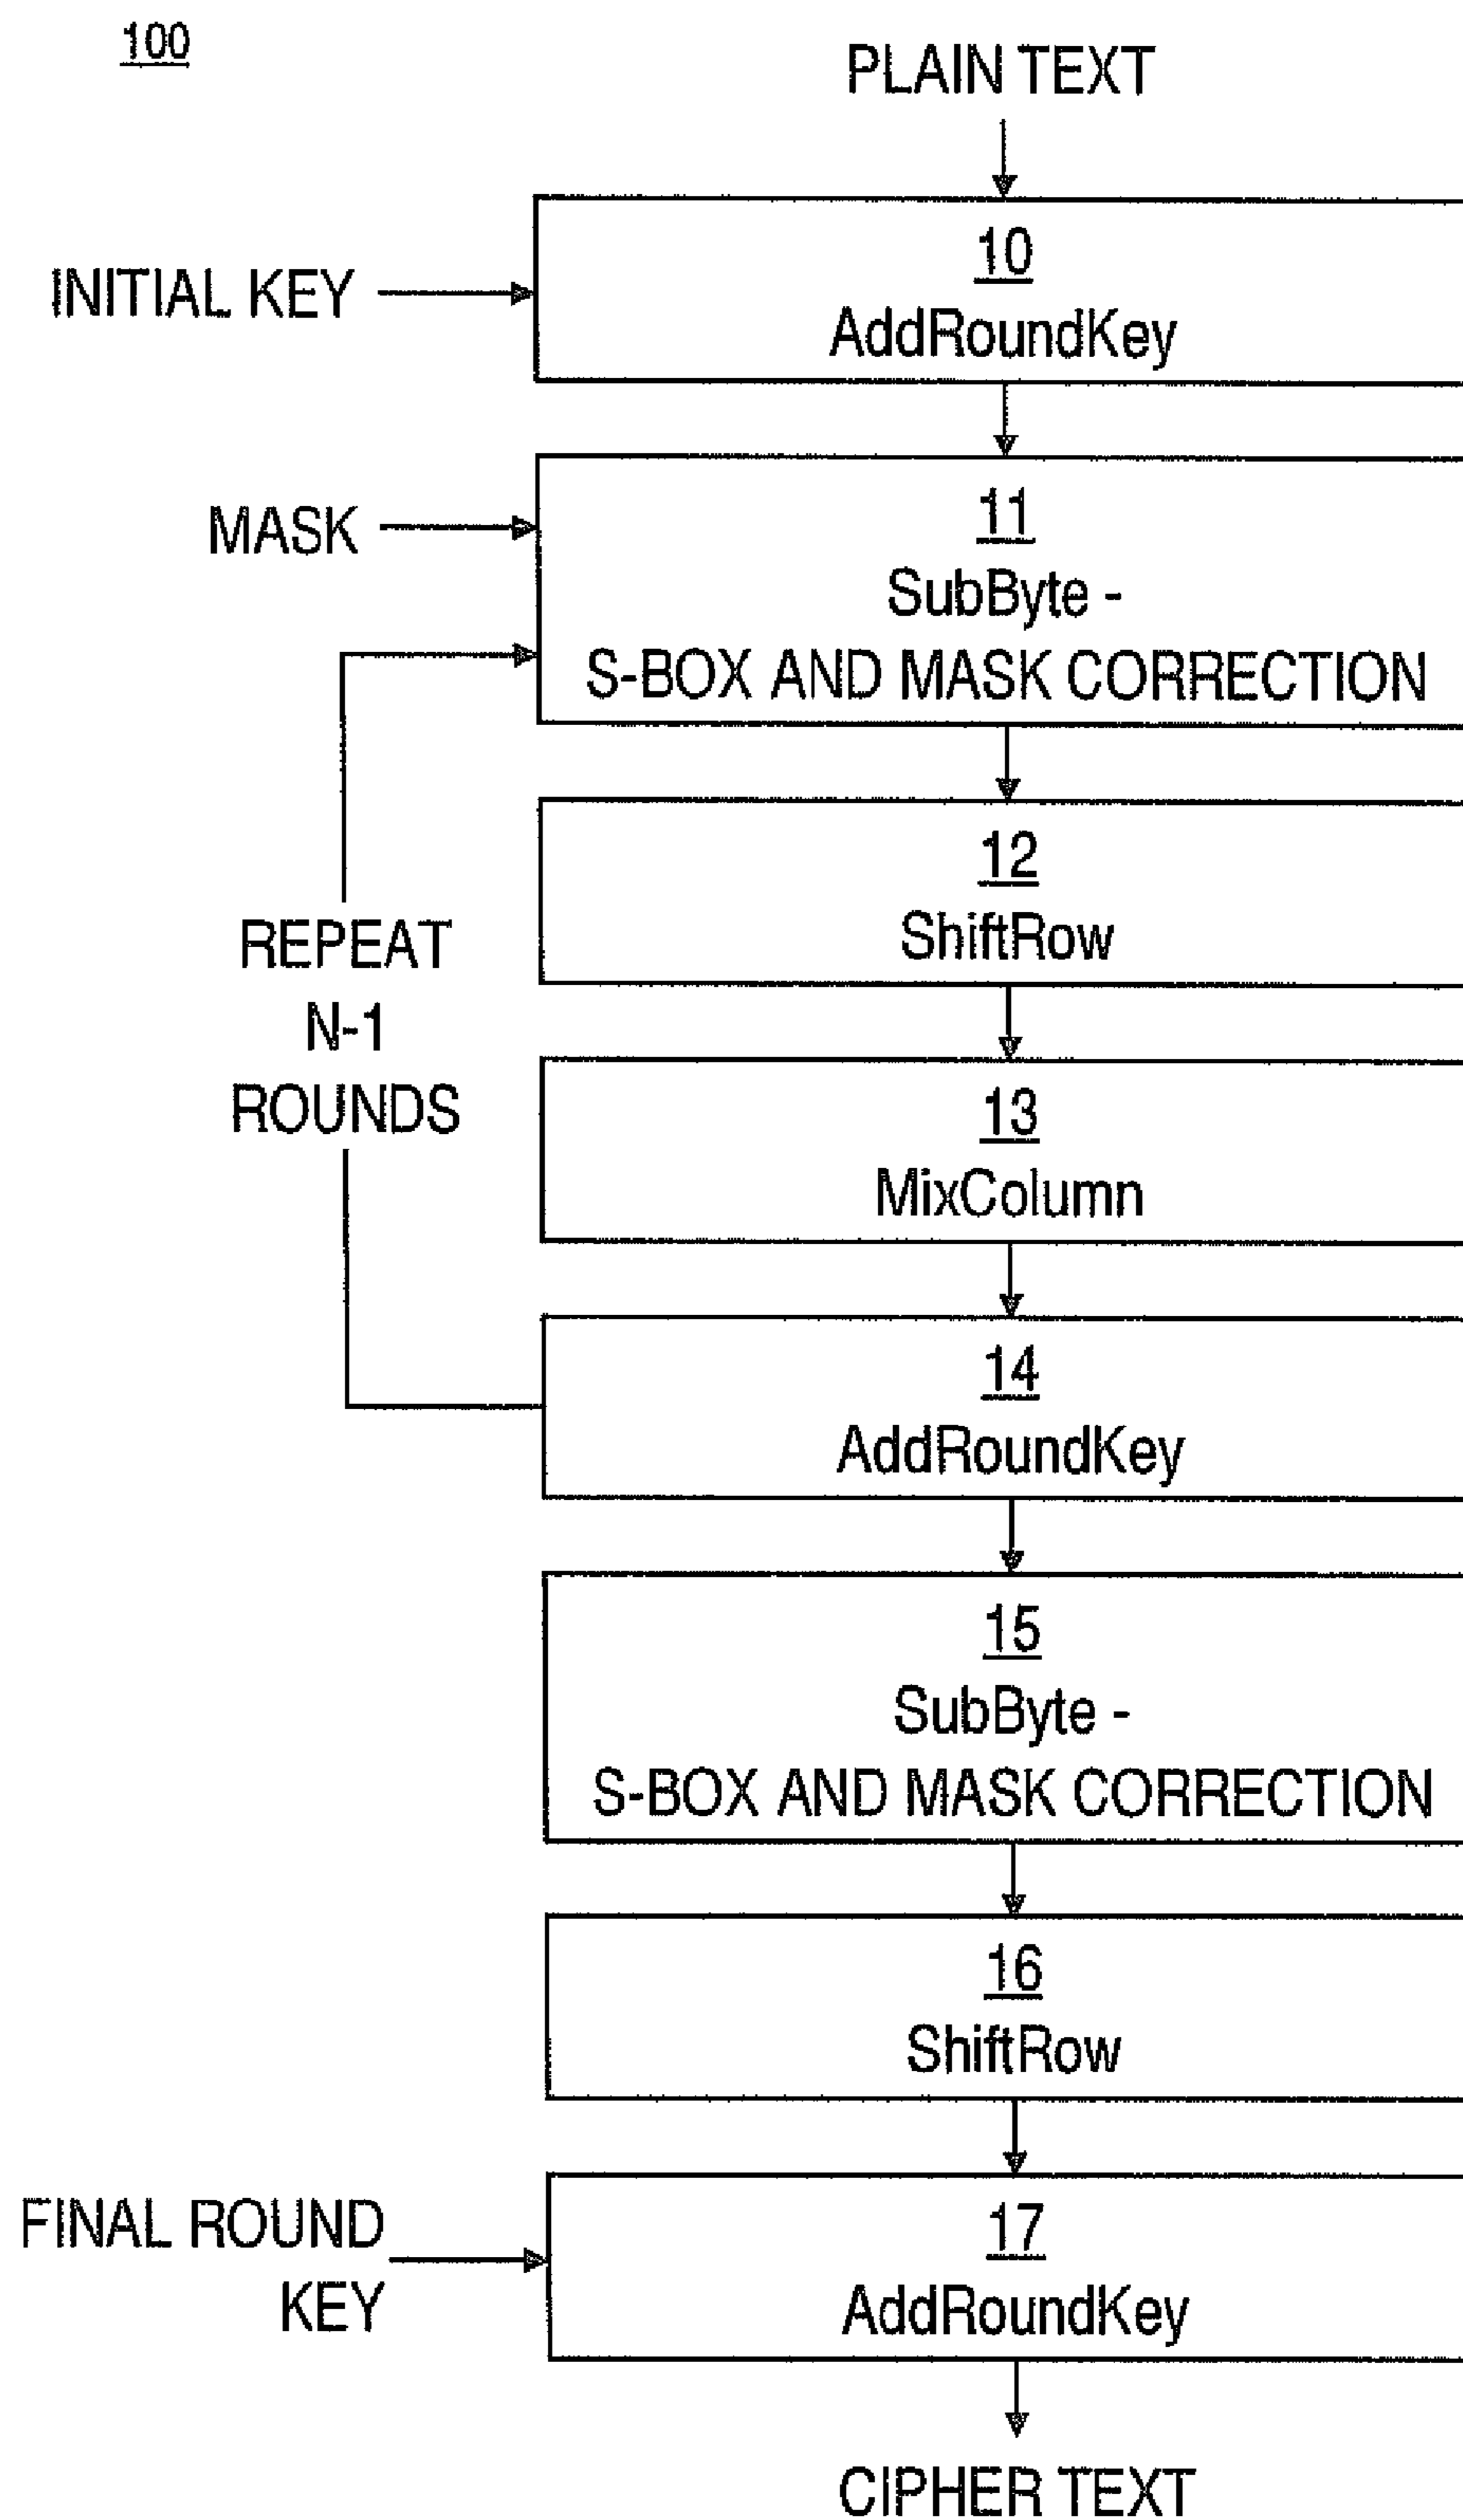 100
PLAIN TEXT
INITIAL KEY
10
AddRoundKey
MASK
11
SubByte -
S-BOX AND MASK CORRECTION
12
ShiftRow
REPEAT
N-1
ROUNDS
13
MixColumn
14
AddRoundKey
15
SubByte -
S-BOX AND MASK CORRECTION
16
ShiftRow
FINAL ROUND
KEY
17
AddRoundKey
CIPHER TEXT